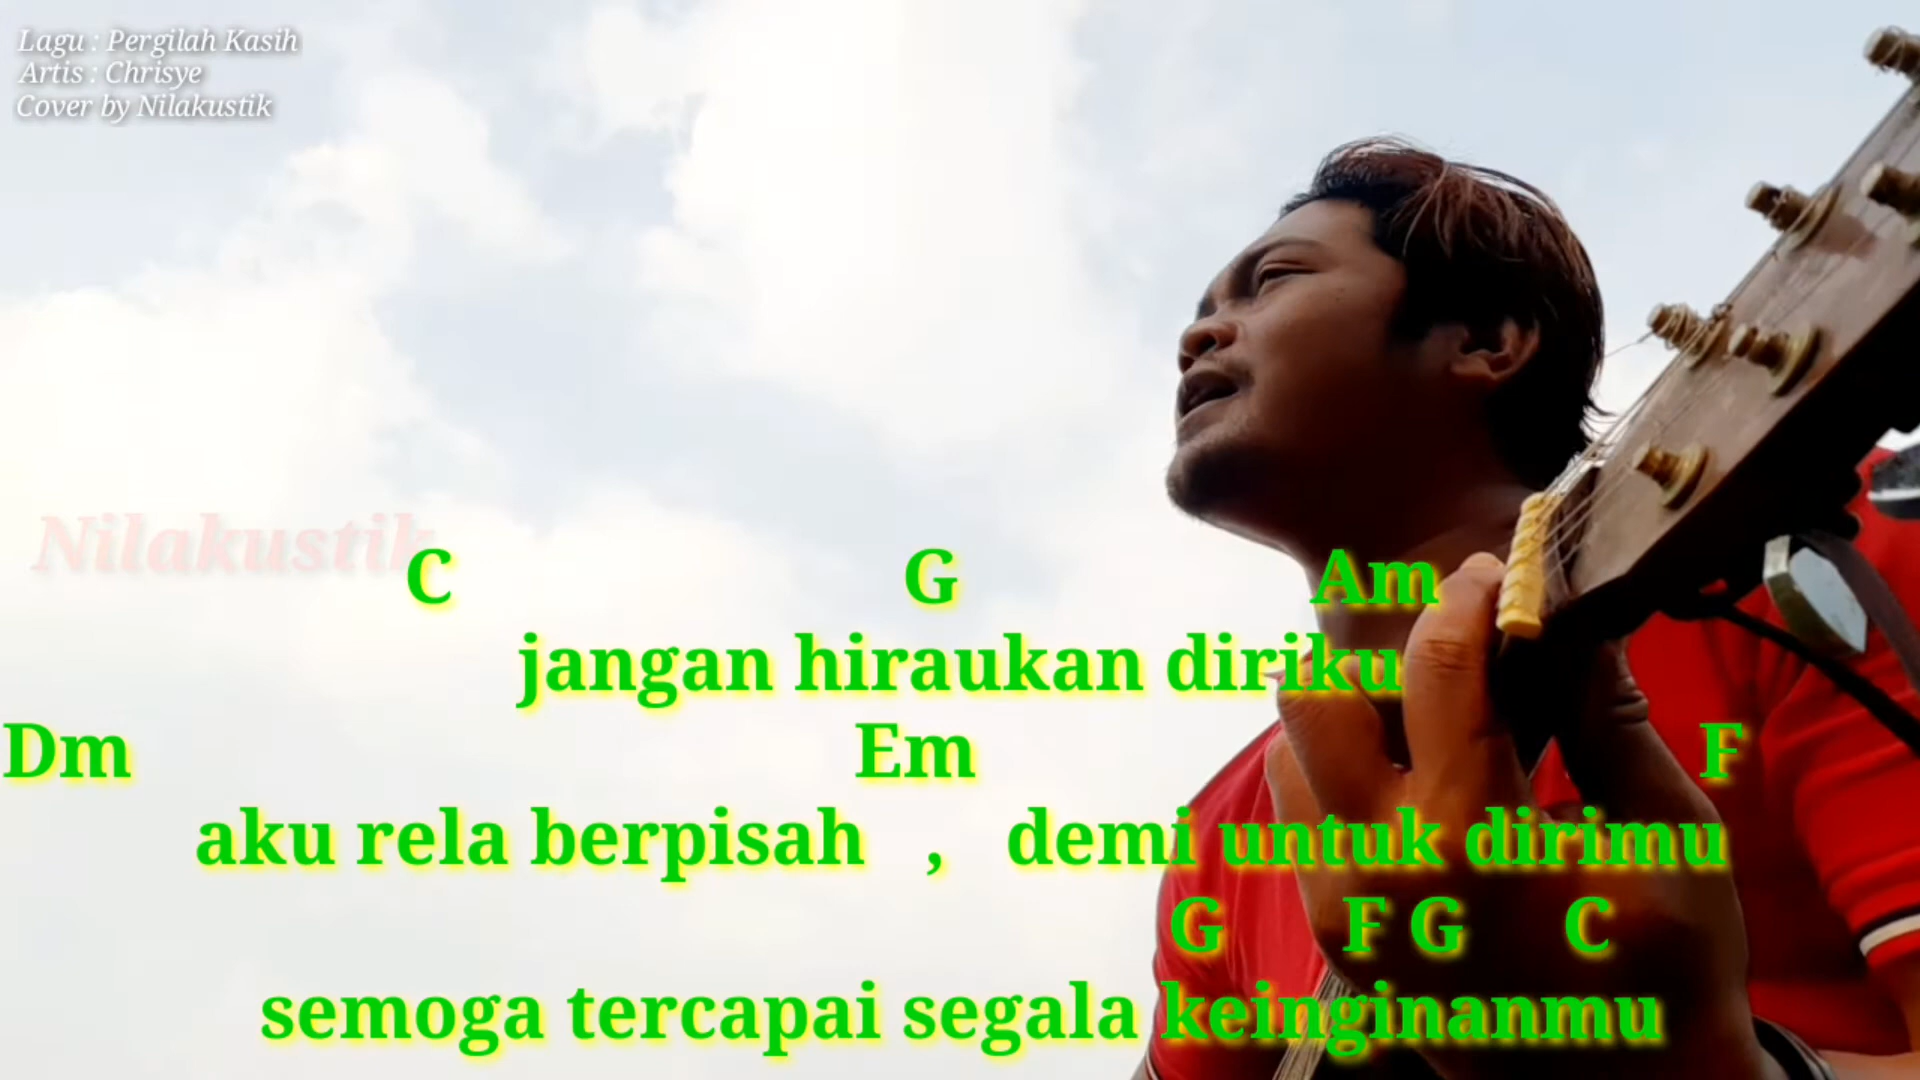 Lagu : Pergilah Kasih
Artis : Chrisye
Cover by Nilakustik
Nilakustik
C G Am
jangan hiraukan diriku
Dm Em F
aku rela berpisah , demi untuk dirimu
G F G C
semoga tercapai segala keinginanmu